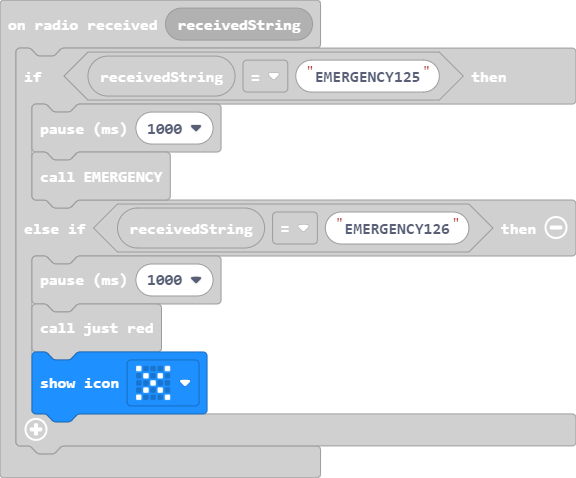 on radio received receivedString
if receivedString = "EMERGENCY125" then
pause (ms) 1000
call EMERGENCY
else if receivedString = "EMERGENCY126" then
pause (ms) 1000
call just red
show icon